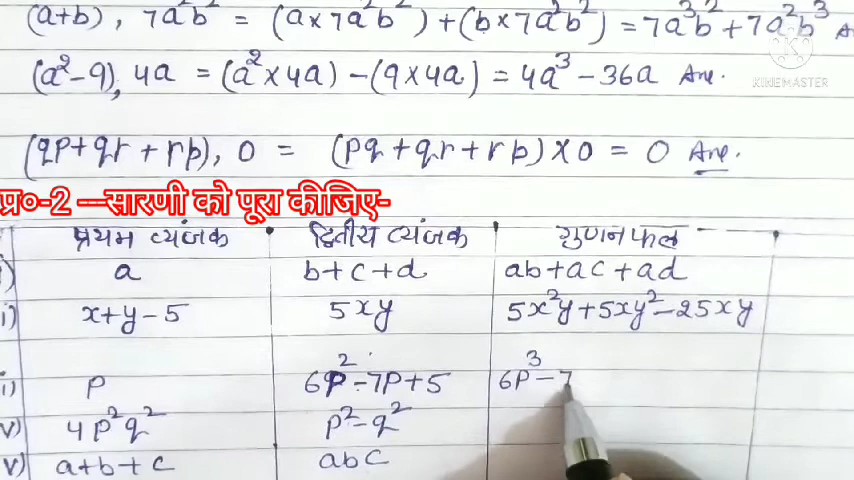 (a+b), 7a²b² = (a×7a²b²)+(b×7a²b²) = 7a³b²+7a²b³ A
(a²-9), 4a = (a²×4a)-(9×4a) = 4a³-36a Ans.
KINEMASTER
(qp+qr+rp), 0 = (pq+qr+rp)×0 = 0 Ans.
प्र०-2 ---सारणी को पूरा कीजिए-
प्रथम व्यंजक द्वितीय व्यंजक गुणनफल
) a b+c+d ab+ac+ad
i) x+y-5 5xy 5x²y+5xy²-25xy
i) p 6p²-7p+5 6p³-7
v) 4p²q² p²-q²
v) a+b+c abc